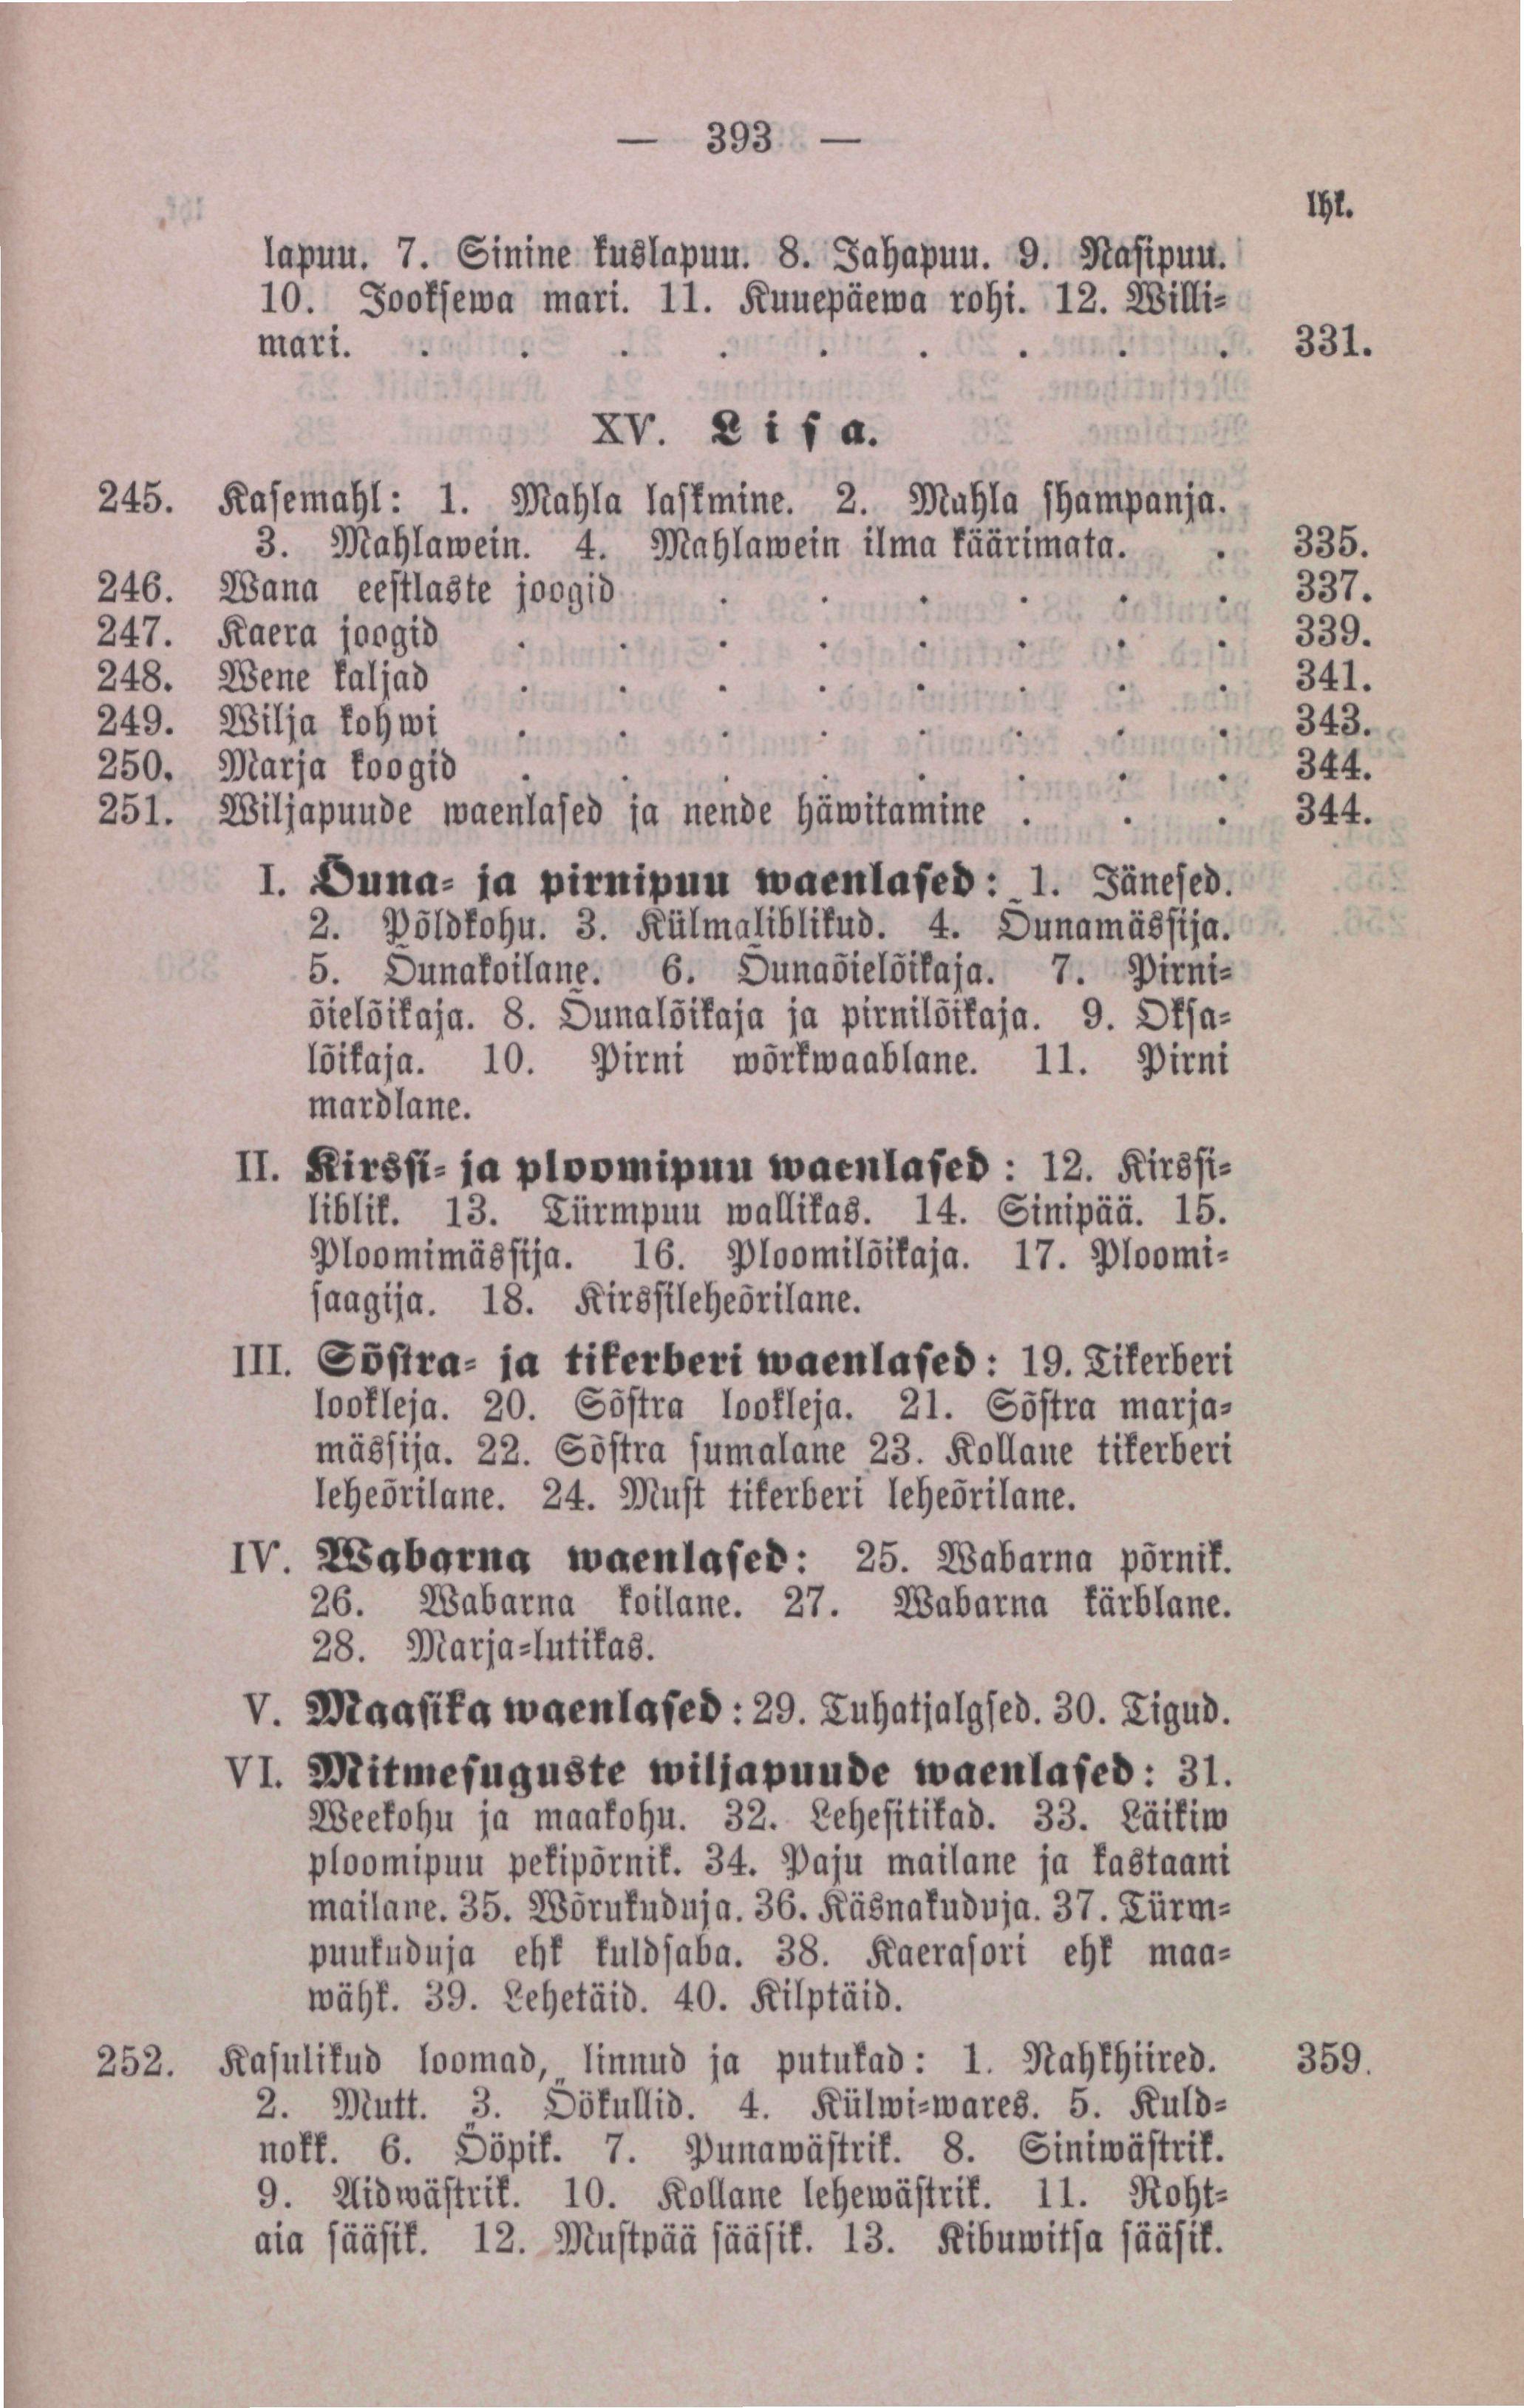 — 393 —
lhk.
lapuu. 7. Sinine kuslapuu. 8. Jahapuu. 9. Nasipuu.
10. Jooksewa mari. 11. Kuuepäewa rohi. 12. Willi-
mari. . . . . . . . . . 331.
XV. Lisa.
245. Kasemahl: 1. Mahla laskmine. 2. Mahla shampanja.
3. Mahlawein. 4. Mahlawein ilma käärimata. . 335.
246. Wana eestlaste joogid . . . . . . 337.
247. Kaera joogid . . . . . . . . 339.
248. Wene kaljad . . . . . . . . 341.
249. Wilja kohwi . . . . . . . . 343.
250. Marja koogid . . . . . . . . 344.
251. Wiljapuude waenlased ja nende häwitamine . . . 344.
I. Õuna- ja pirnipuu waenlased: 1. Jänesed.
2. Põldkohu. 3. Külmaliblikud. 4. Õunamässija.
5. Õunakoilane. 6. Õunaõielõikaja. 7. Pirni-
õielõikaja. 8. Õunalõikaja ja pirnilõikaja. 9. Oksa-
lõikaja. 10. Pirni wõrkwaablane. 11. Pirni
mardlane.
II. Kirssi- ja ploomipuu waenlased: 12. Kirssi-
liblik. 13. Türmpuu wallikas. 14. Sinipää. 15.
Ploomimässija. 16. Ploomilõikaja. 17. Ploomi-
saagija. 18. Kirssileheõrilane.
III. Sõstra- ja tikerberi waenlased: 19. Tikerberi
lookleja. 20. Sõstra lookleja. 21. Sõstra marja-
mässija. 22. Sõstra sumalane 23. Kollane tikerberi
leheõrilane. 24. Must tikerberi leheõrilane.
IV. Wabarna waenlased: 25. Wabarna põrnik.
26. Wabarna koilane. 27. Wabarna kärblane.
28. Marja-lutikas.
V. Maasika waenlased: 29. Tuhatjalgsed. 30. Tigud.
VI. Mitmesuguste wiljapuude waenlased: 31.
Weekohu ja maakohu. 32. Lehesitikad. 33. Läikiw
ploomipuu pekipõrnik. 34. Paju mailane ja kastaani
mailane. 35. Wõrukuduja. 36. Käsnakuduja. 37. Türm-
puukuduja ehk kuldsaba. 38. Kaerasori ehk maa-
wähk. 39. Lehetäid. 40. Kilptäid.
252. Kasulikud loomad, linnud ja putukad: 1. Nahkhiired. 359.
2. Mutt. 3. Öökullid. 4. Külwi-wares. 5. Kuld-
nokk. 6. Ööpik. 7. Punawästrik. 8. Siniwästrik.
9. Aidwästrik. 10. Kollane lehewästrik. 11. Roht-
aia sääsik. 12. Mustpää sääsik. 13. Kibuwitsa sääsik.